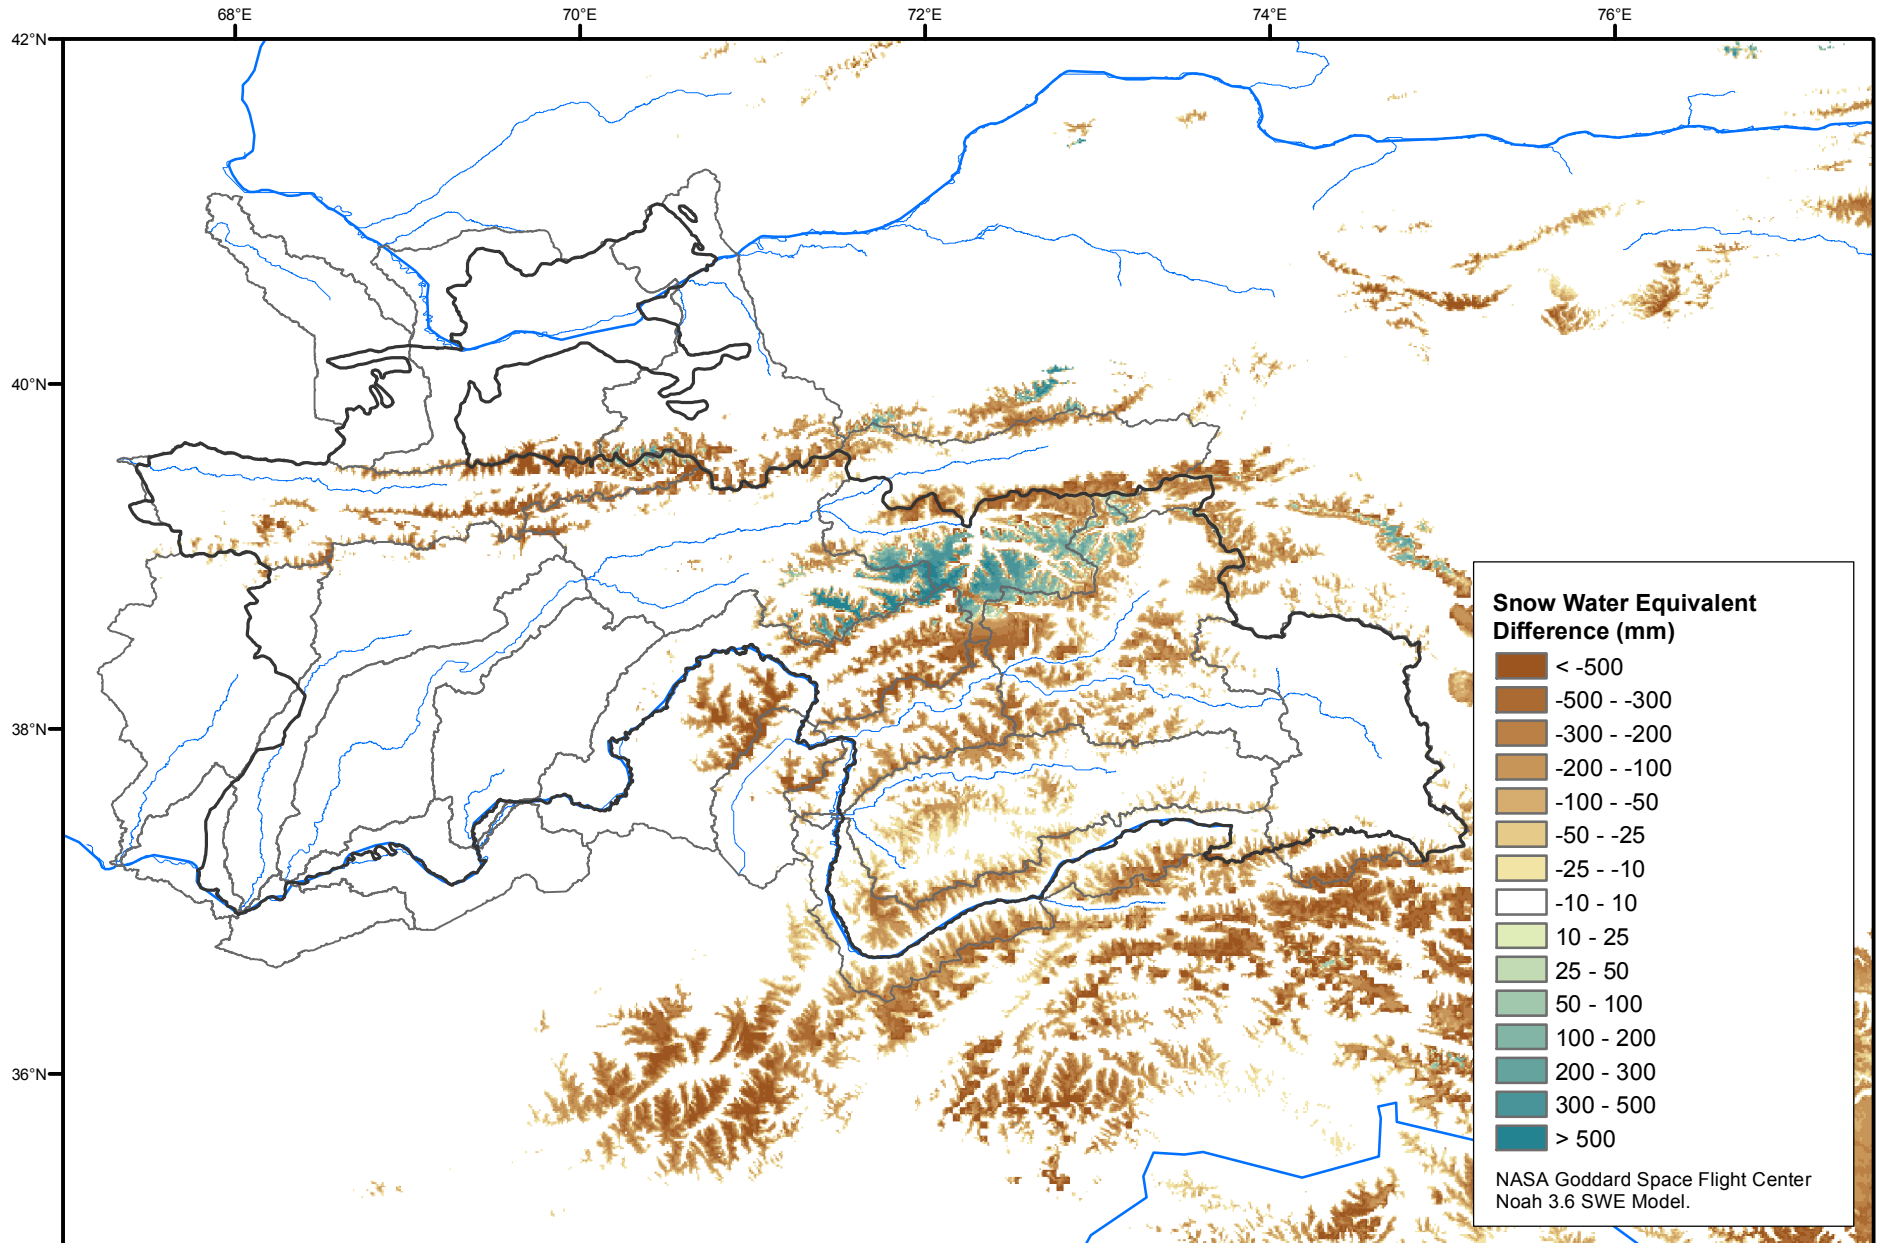 68°E
70°E
72°E
74°E
76°E
42°N
40°N
38°N
36°N
Snow Water Equivalent
Difference (mm)
< -500
-500 - -300
-300 - -200
-200 - -100
-100 - -50
-50 - -25
-25 - -10
-10 - 10
10 - 25
25 - 50
50 - 100
100 - 200
200 - 300
300 - 500
> 500
NASA Goddard Space Flight Center
Noah 3.6 SWE Model.